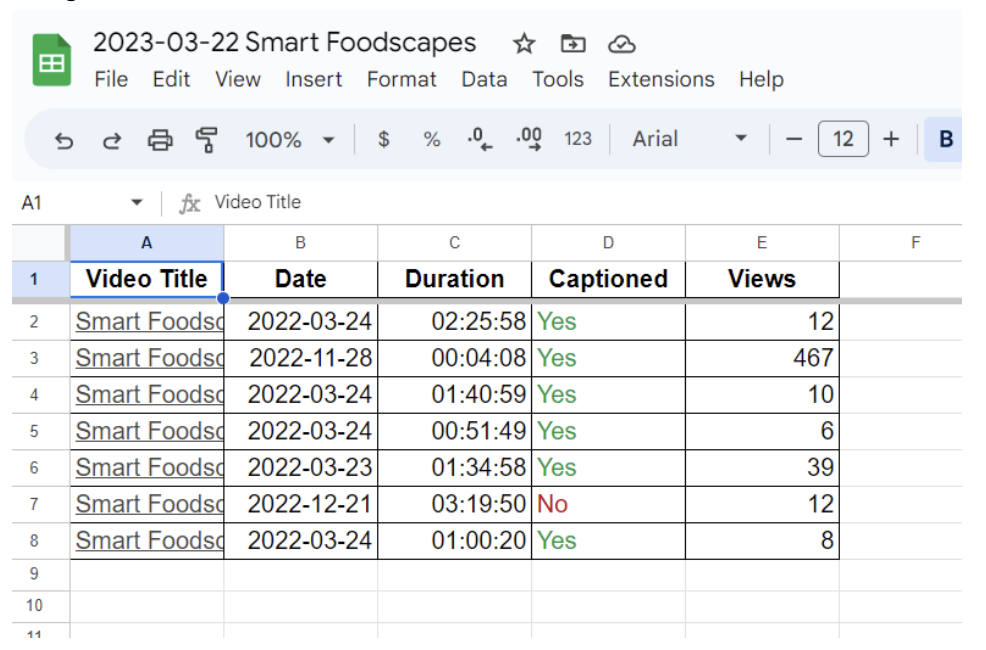 2023-03-22 Smart Foodscapes
File Edit View Insert Format Data Tools Extensions Help
100% $ % .0 .00 123 Arial 12 B
A1 fx Video Title
A B C D E F
1 Video Title Date Duration Captioned Views
2 Smart Foodsc 2022-03-24 02:25:58 Yes 12
3 Smart Foodsc 2022-11-28 00:04:08 Yes 467
4 Smart Foodsc 2022-03-24 01:40:59 Yes 10
5 Smart Foodsc 2022-03-24 00:51:49 Yes 6
6 Smart Foodsc 2022-03-23 01:34:58 Yes 39
7 Smart Foodsc 2022-12-21 03:19:50 No 12
8 Smart Foodsc 2022-03-24 01:00:20 Yes 8
9
10
11